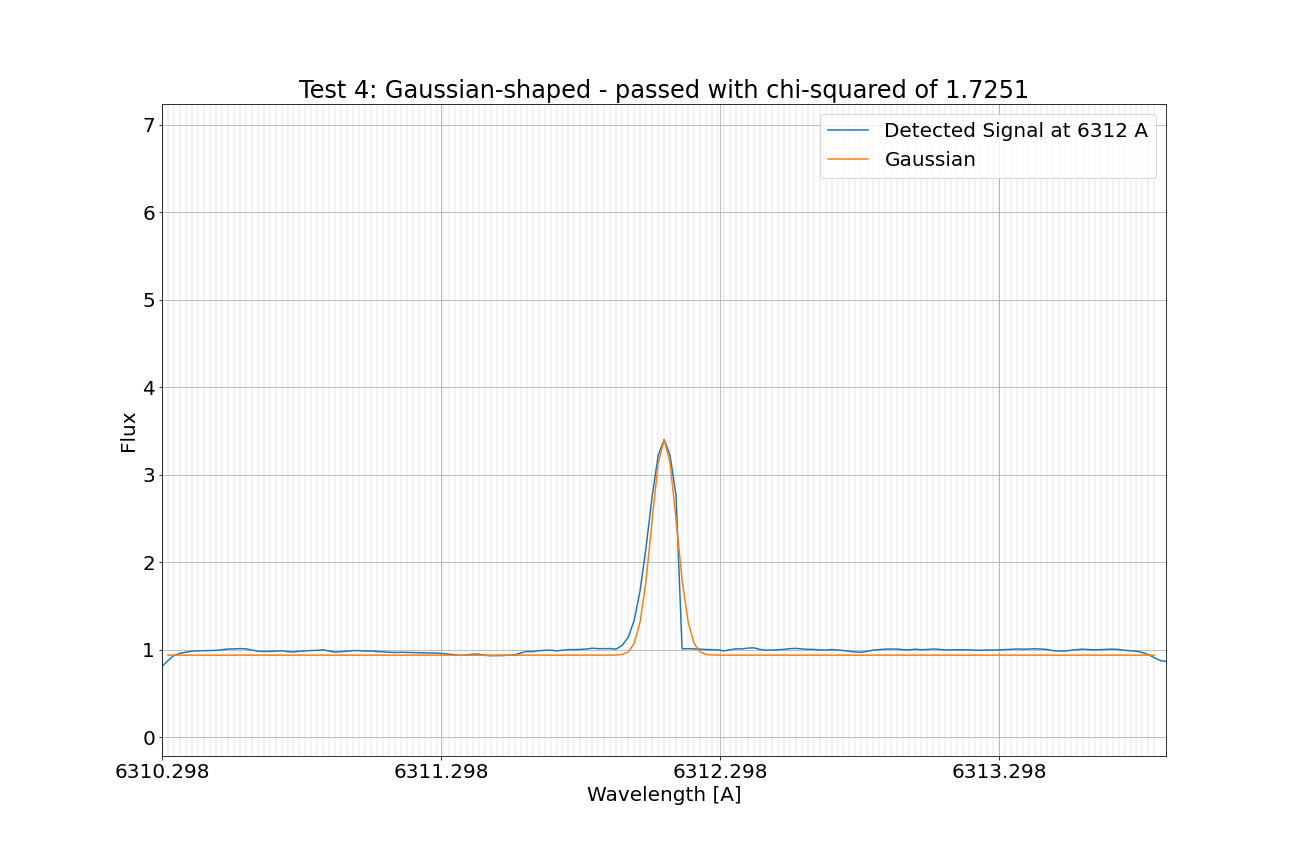 Test 4: Gaussian-shaped - passed with chi-squared of 1.7251
Detected Signal at 6312 A
Gaussian
7
6
5
4
3
2
1
0
Flux
6310.298 6311.298 6312.298 6313.298
Wavelength [A]